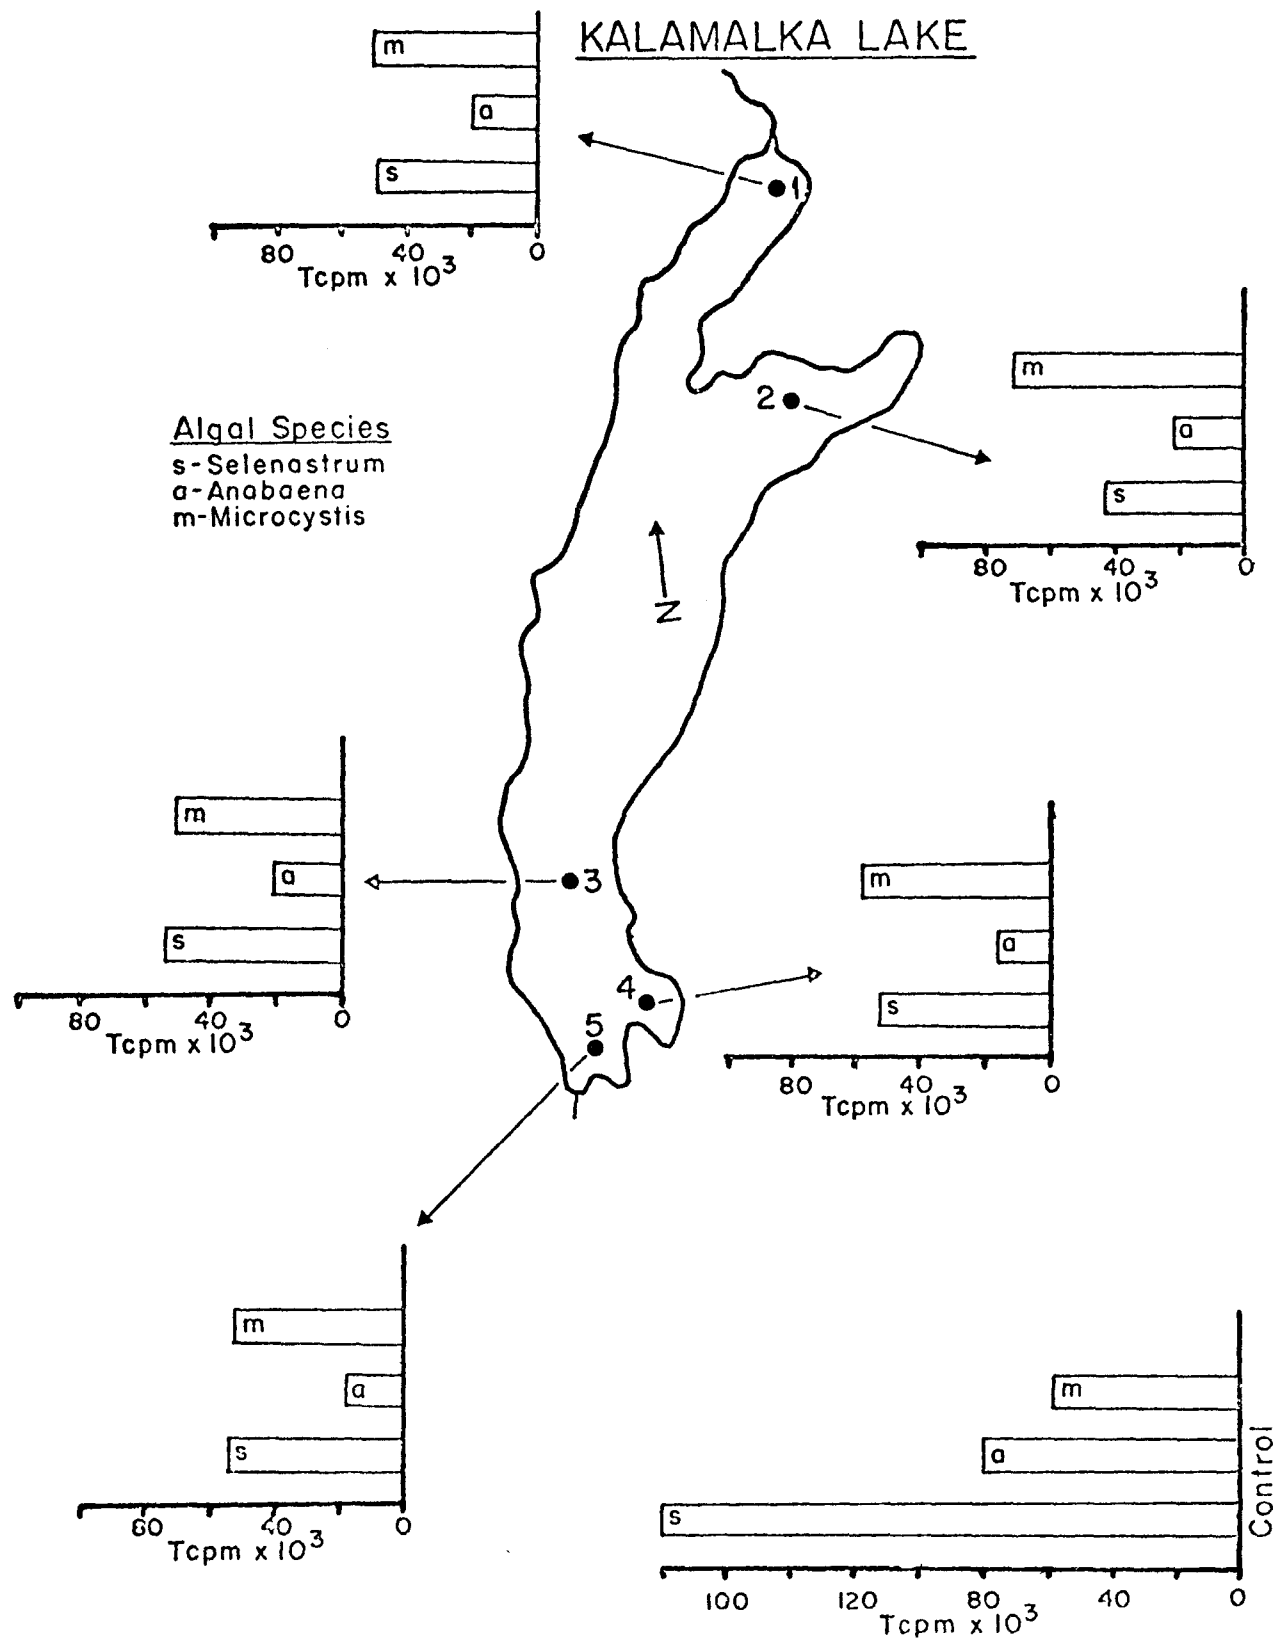 KALAMALKA LAKE
m
a
s
80 40 0
Tcpm x 10³
1
m
a
s
80 40 0
Tcpm x 10³
2
Algal Species
s-Selenastrum
a-Anabaena
m-Microcystis
N
m
a
s
80 40 0
Tcpm x 10³
3
m
a
s
80 40 0
Tcpm x 10³
4
5
m
a
s
80 40 0
Tcpm x 10³
m
a
s
100 120 80 40 0
Tcpm x 10³
Control